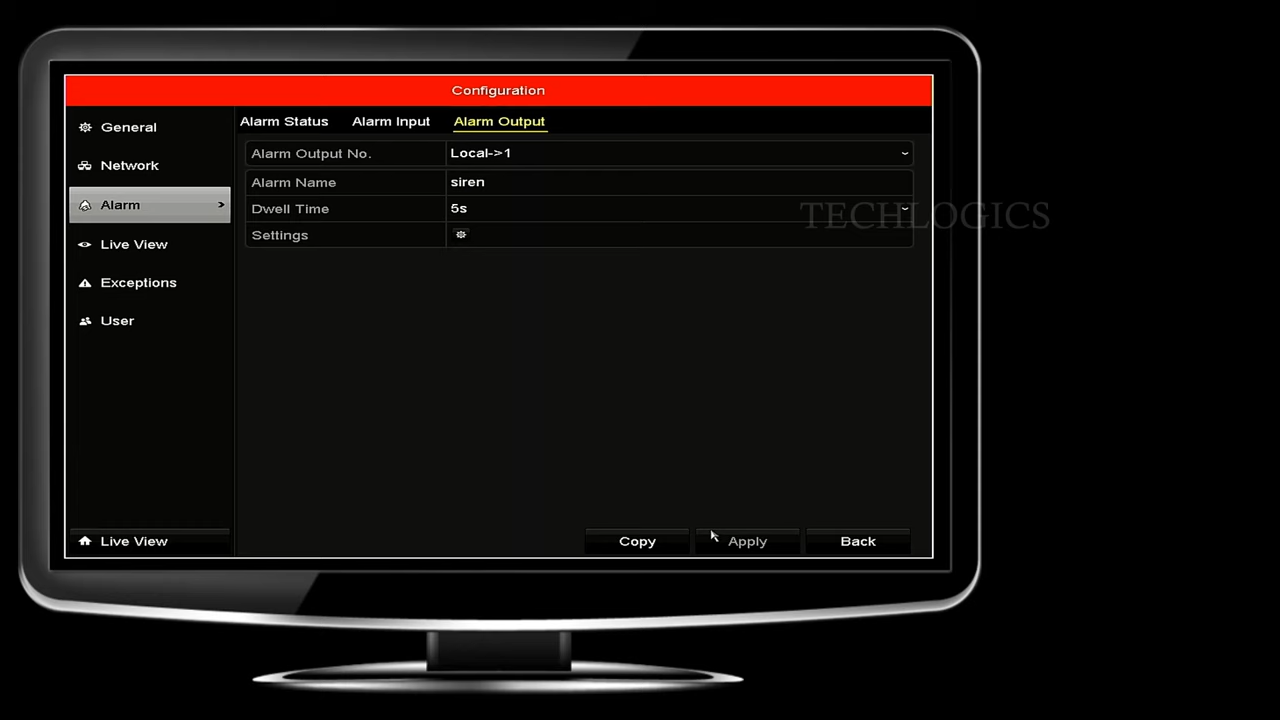 Configuration
General
Network
Alarm
Live View
Exceptions
User
Live View
Alarm Status Alarm Input Alarm Output
Alarm Output No. Local->1
Alarm Name siren
Dwell Time 5s
Settings
TECHLOGICS
Copy Apply Back